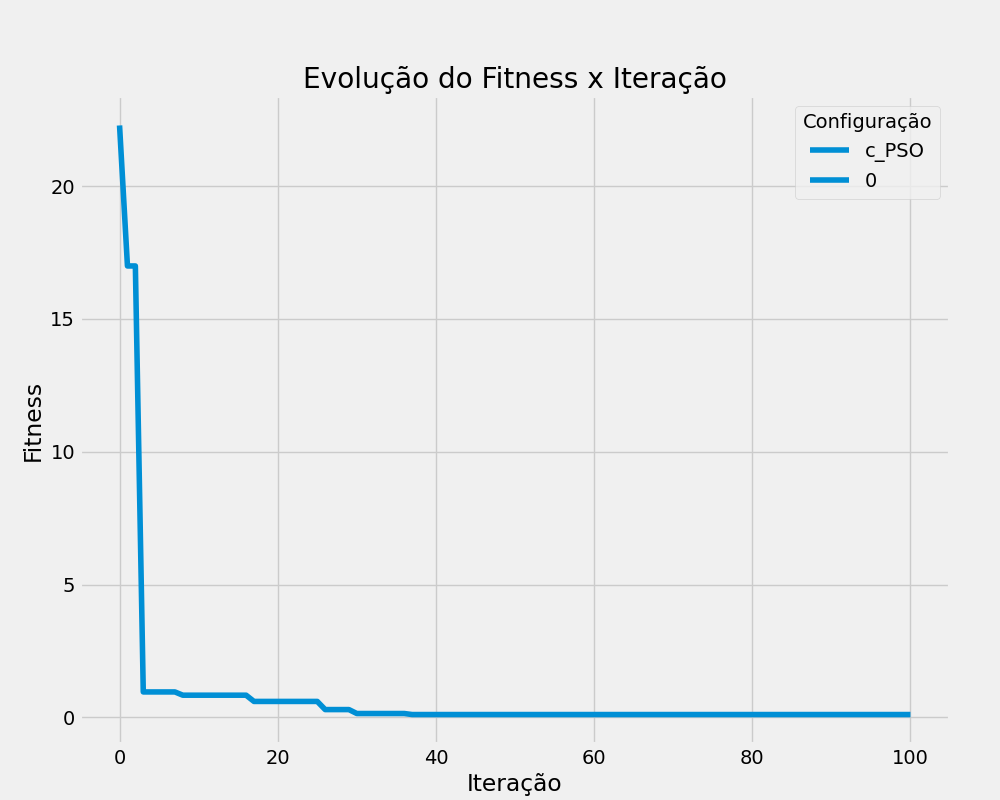 Evolução do Fitness x Iteração
Configuração
c_PSO
0
Fitness
20
15
10
5
0
0 20 40 60 80 100
Iteração